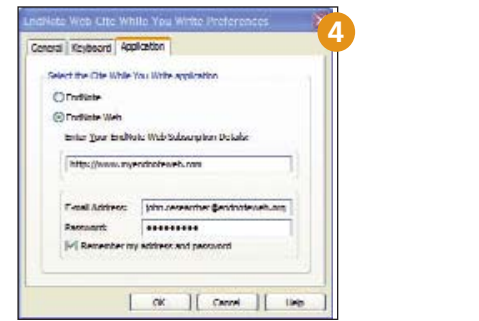 EndNote Web Cite While You Write Preferences
4
General Keyboard Application
Select the Cite While You Write application
EndNote
EndNote Web
Enter Your EndNote Web Subscription Details:
http://www.myendnoteweb.com
E-mail Address: john.researcher@endnoteweb.org
Password: •••••••••
Remember my address and password
OK Cancel Help